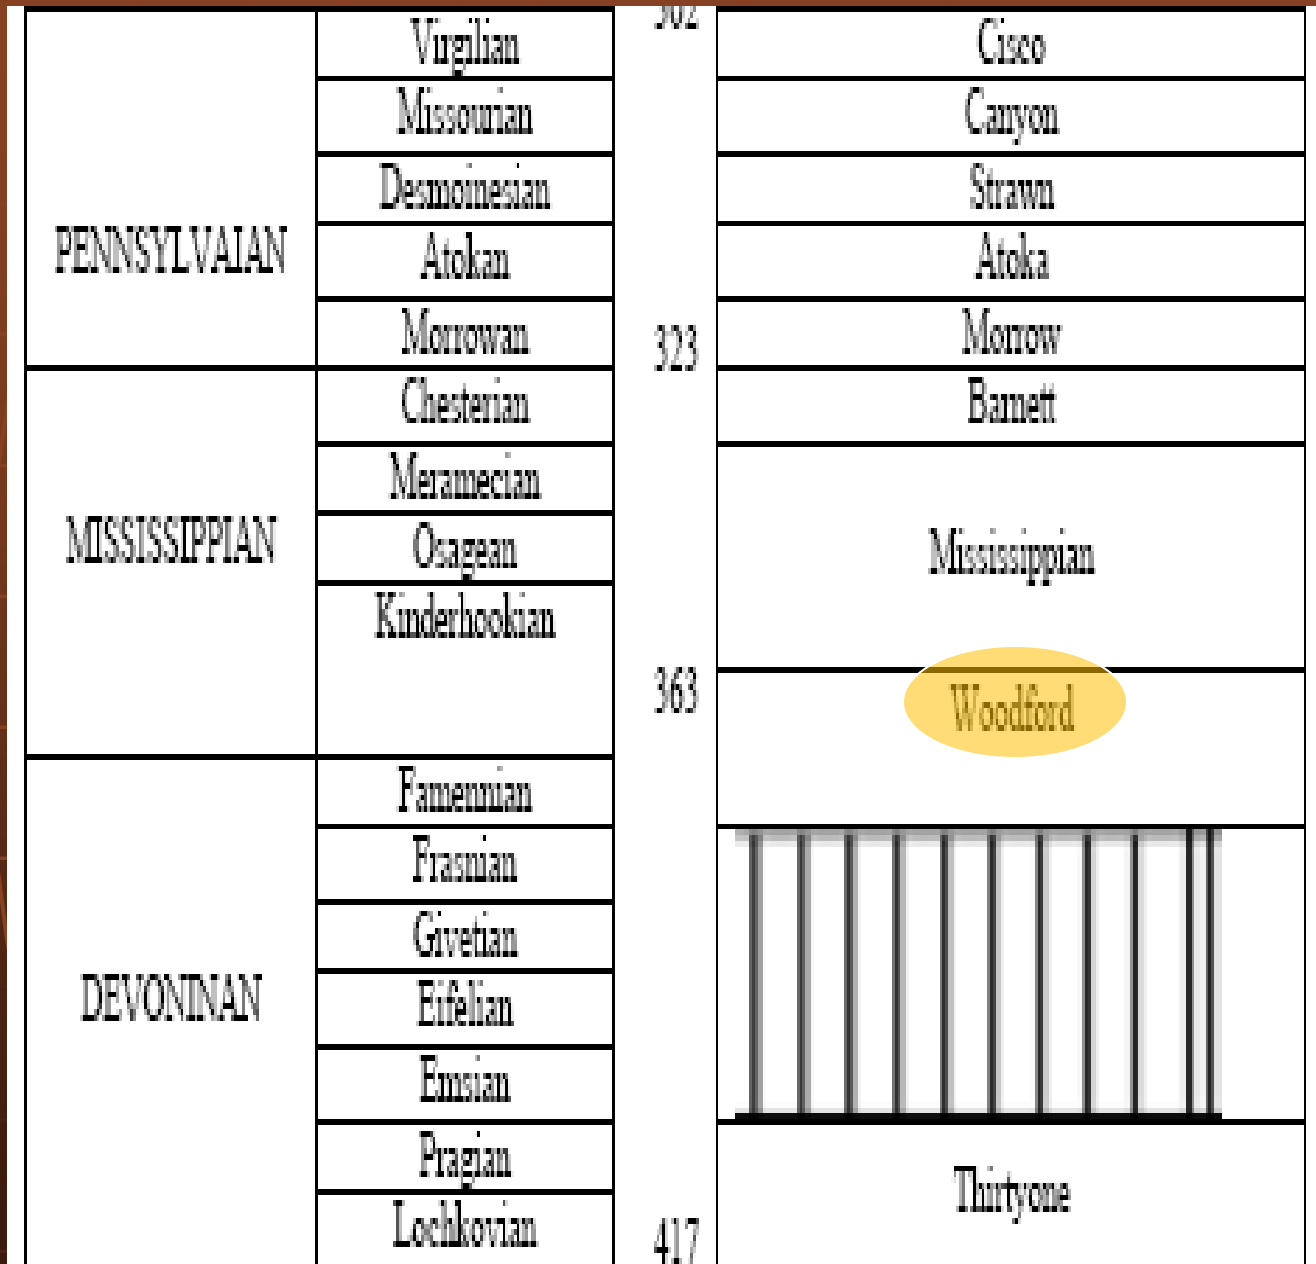 302
Virgilian
Cisco
Missourian
Canyon
Desmoinesian
Strawn
PENNSYLVAIAN
Atokan
Atoka
Morrowan
323
Morrow
Chesterian
Barnett
Meramecian
MISSISSIPPIAN
Osagean
Mississippian
Kinderhookian
363
Woodford
Famennian
Frasnian
Givetian
DEVONINAN
Eifelian
Emsian
Pragian
Thirtyone
Lochkovian
417